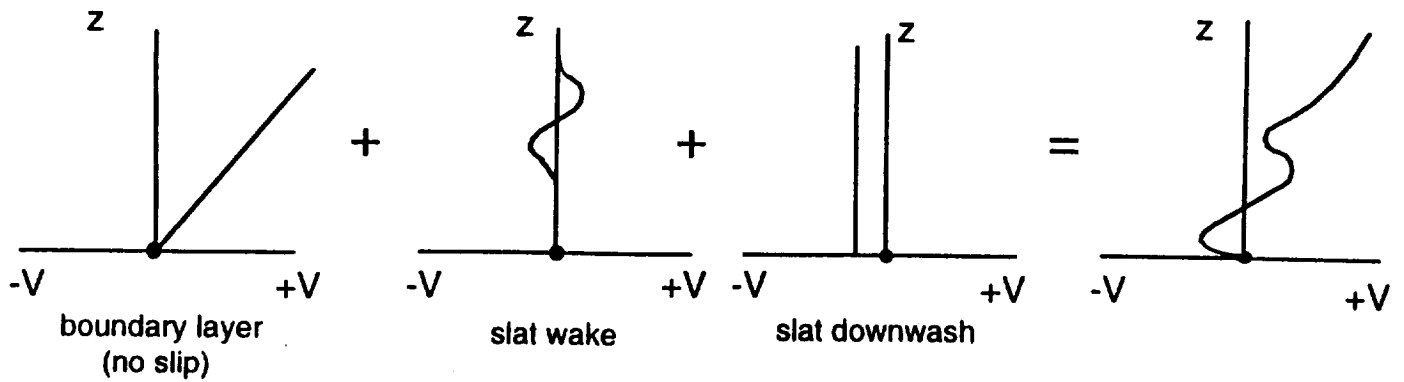 z
z
z
z
+
+
=
-V
+V
-V
+V
-V
+V
-V
+V
boundary layer
(no slip)
slat wake
slat downwash